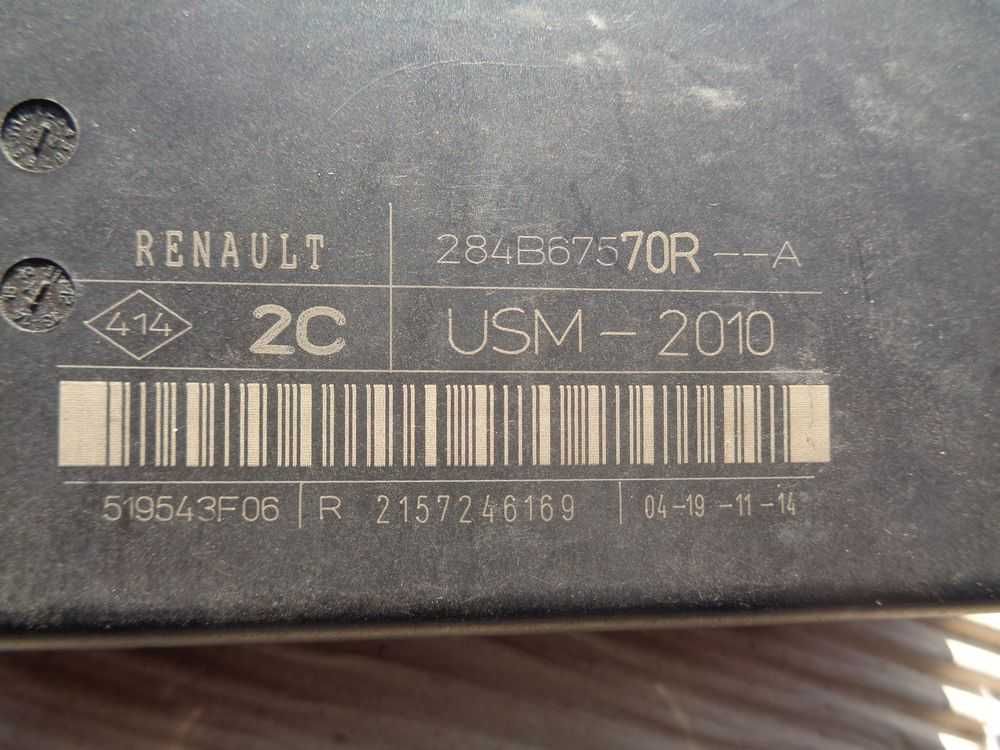 RENAULT 284B67570R--A
414 2C USM-2010
519543F06 R 2157246169 04-19-11-14